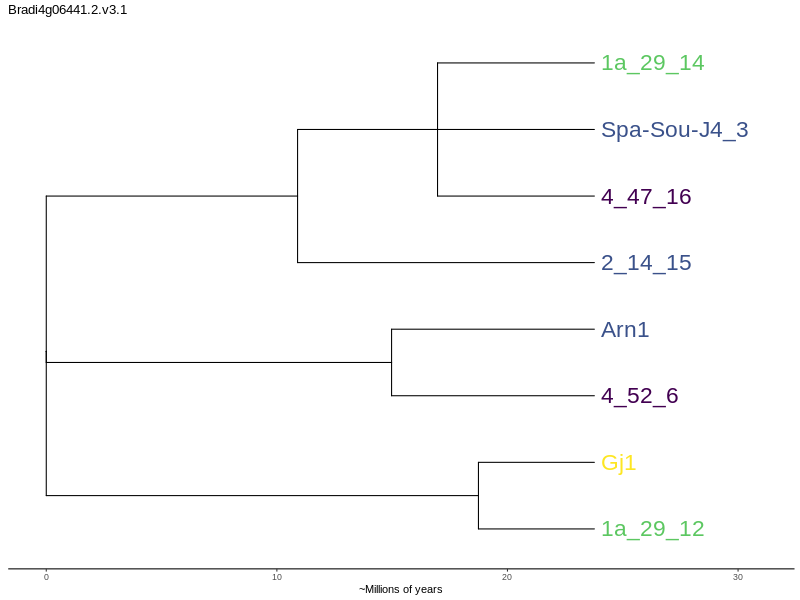 Bradi4g06441.2.v3.1
1a_29_14
Spa-Sou-J4_3
4_47_16
2_14_15
Arn1
4_52_6
Gj1
1a_29_12
0 10 20 30
~Millions of years